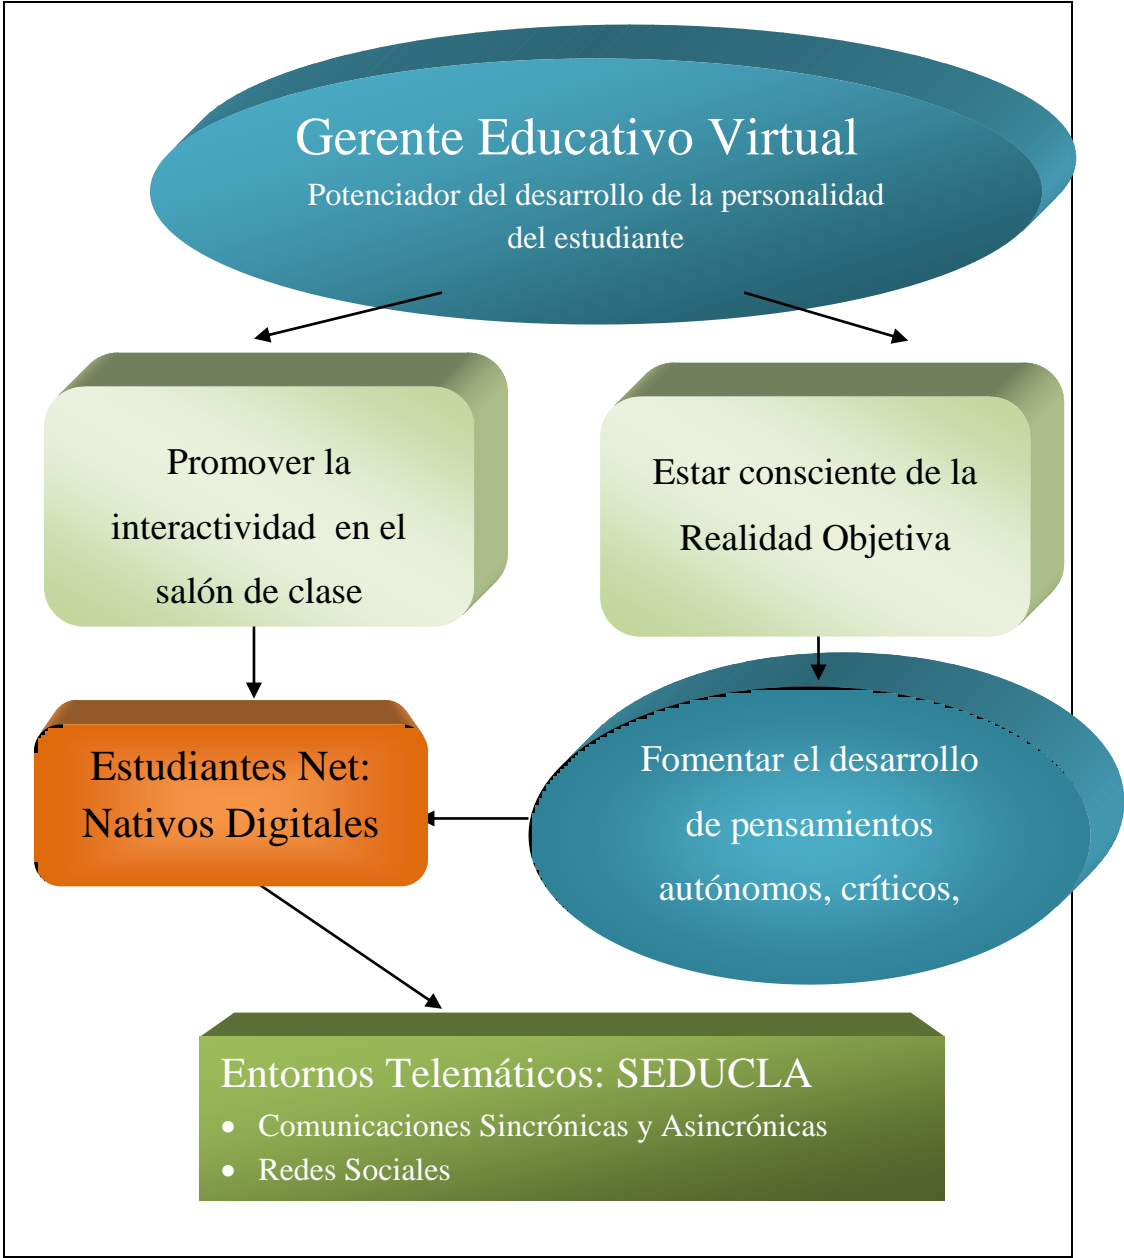 Gerente Educativo Virtual
Potenciador del desarrollo de la personalidad
del estudiante
Promover la
interactividad en el
salón de clase
Estar consciente de la
Realidad Objetiva
Estudiantes Net:
Nativos Digitales
Fomentar el desarrollo
de pensamientos
autónomos, críticos,
Entornos Telemáticos: SEDUCLA
• Comunicaciones Sincrónicas y Asincrónicas
• Redes Sociales